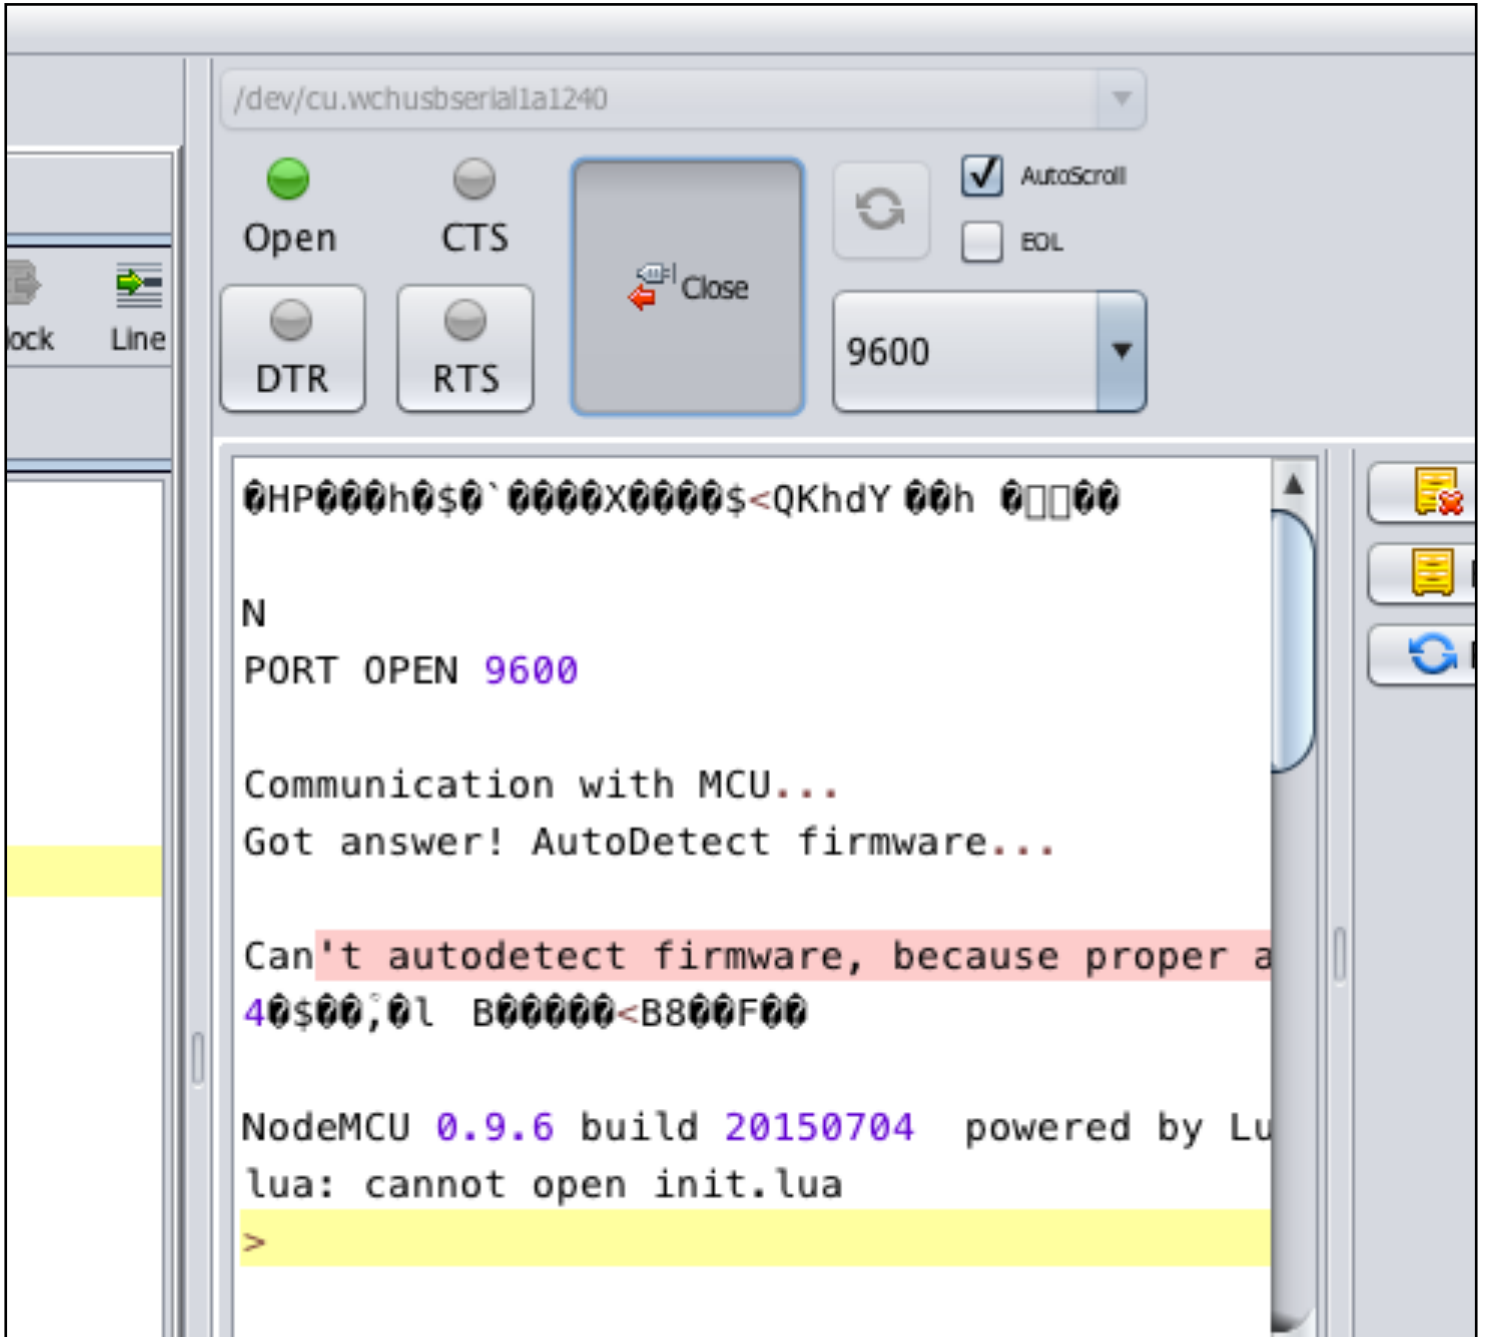 /dev/cu.wchusbserial1a1240
Open
CTS
Close
AutoScroll
EOL
Line
DTR
RTS
9600
N
PORT OPEN 9600
Communication with MCU...
Got answer! AutoDetect firmware...
Can't autodetect firmware, because proper a
NodeMCU 0.9.6 build 20150704  powered by Lu
lua: cannot open init.lua
>